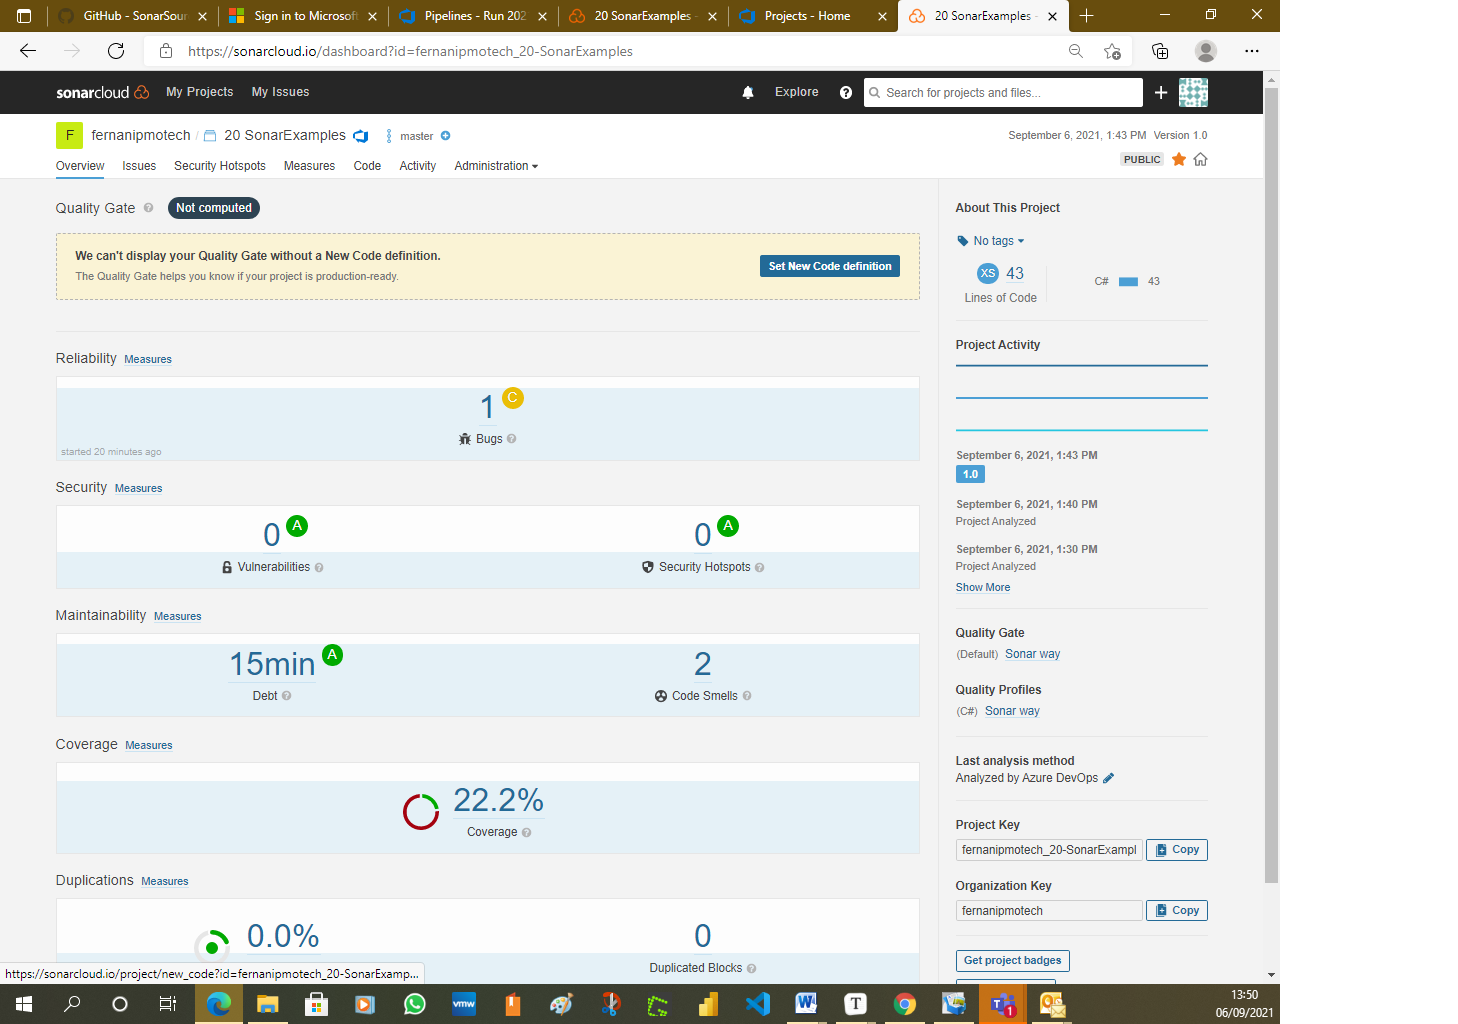 GitHub - SonarSour
Sign in to Microsoft
Pipelines - Run 202
20 SonarExamples -
Projects - Home
20 SonarExamples -
https://sonarcloud.io/dashboard?id=fernanipmotech_20-SonarExamples
sonarcloud My Projects My Issues Explore Search for projects and files...
F fernanipmotech / 20 SonarExamples master
September 6, 2021, 1:43 PM Version 1.0
Overview Issues Security Hotspots Measures Code Activity Administration
PUBLIC
Quality Gate Not computed
We can't display your Quality Gate without a New Code definition.
The Quality Gate helps you know if your project is production-ready.
Set New Code definition
Reliability Measures
1 C
Bugs
started 20 minutes ago
Security Measures
0 A
Vulnerabilities
0 A
Security Hotspots
Maintainability Measures
15min A
Debt
2
Code Smells
Coverage Measures
22.2%
Coverage
Duplications Measures
0.0%
0
Duplicated Blocks
About This Project
No tags
XS 43
Lines of Code
C# 43
Project Activity
September 6, 2021, 1:43 PM
1.0
September 6, 2021, 1:40 PM
Project Analyzed
September 6, 2021, 1:30 PM
Project Analyzed
Show More
Quality Gate
(Default) Sonar way
Quality Profiles
(C#) Sonar way
Last analysis method
Analyzed by Azure DevOps
Project Key
fernanipmotech_20-SonarExampl Copy
Organization Key
fernanipmotech Copy
Get project badges
https://sonarcloud.io/project/new_code?id=fernanipmotech_20-SonarExamp...
vmw
W
T
T
1
13:50
06/09/2021